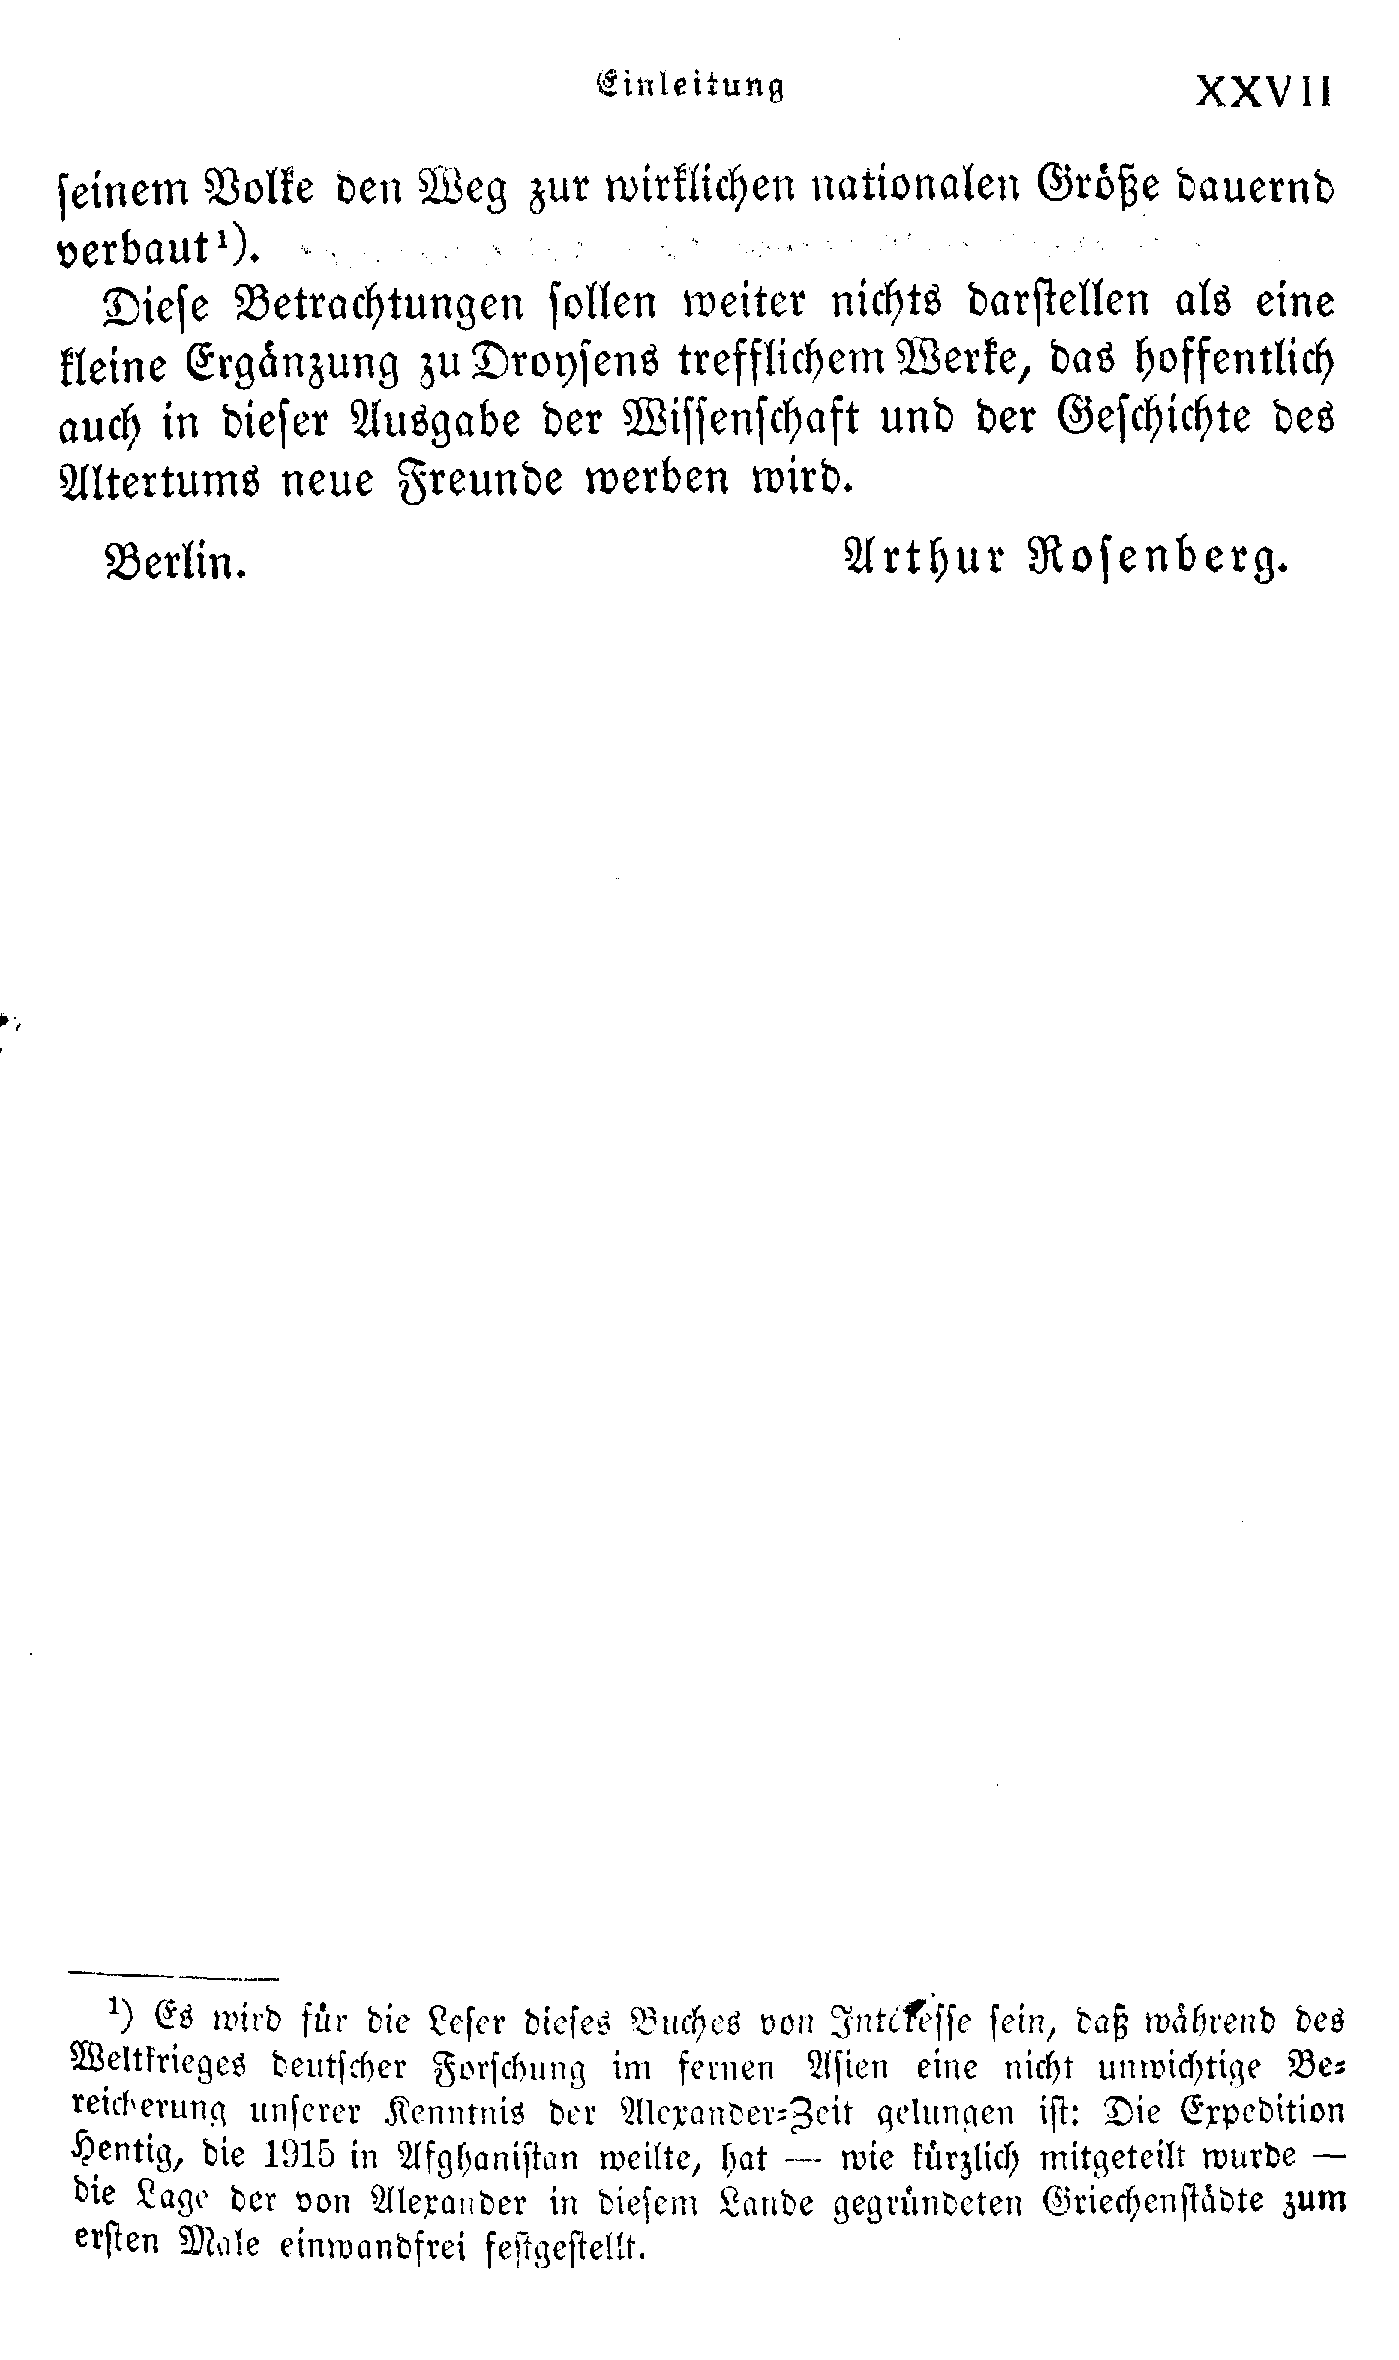 Einleitung XXVII
seinem Volke den Weg zur wirklichen nationalen Größe dauernd
verbaut¹).
Diese Betrachtungen sollen weiter nichts darstellen als eine
kleine Ergänzung zu Droysens trefflichem Werke, das hoffentlich
auch in dieser Ausgabe der Wissenschaft und der Geschichte des
Altertums neue Freunde werben wird.
Berlin. Arthur Rosenberg.
¹) Es wird für die Leser dieses Buches von Interesse sein, daß während des
Weltkrieges deutscher Forschung im fernen Asien eine nicht unwichtige Be-
reicherung unserer Kenntnis der Alexander-Zeit gelungen ist: Die Expedition
Hentig, die 1915 in Afghanistan weilte, hat — wie kürzlich mitgeteilt wurde —
die Lage der von Alexander in diesem Lande gegründeten Griechenstädte zum
ersten Male einwandfrei festgestellt.